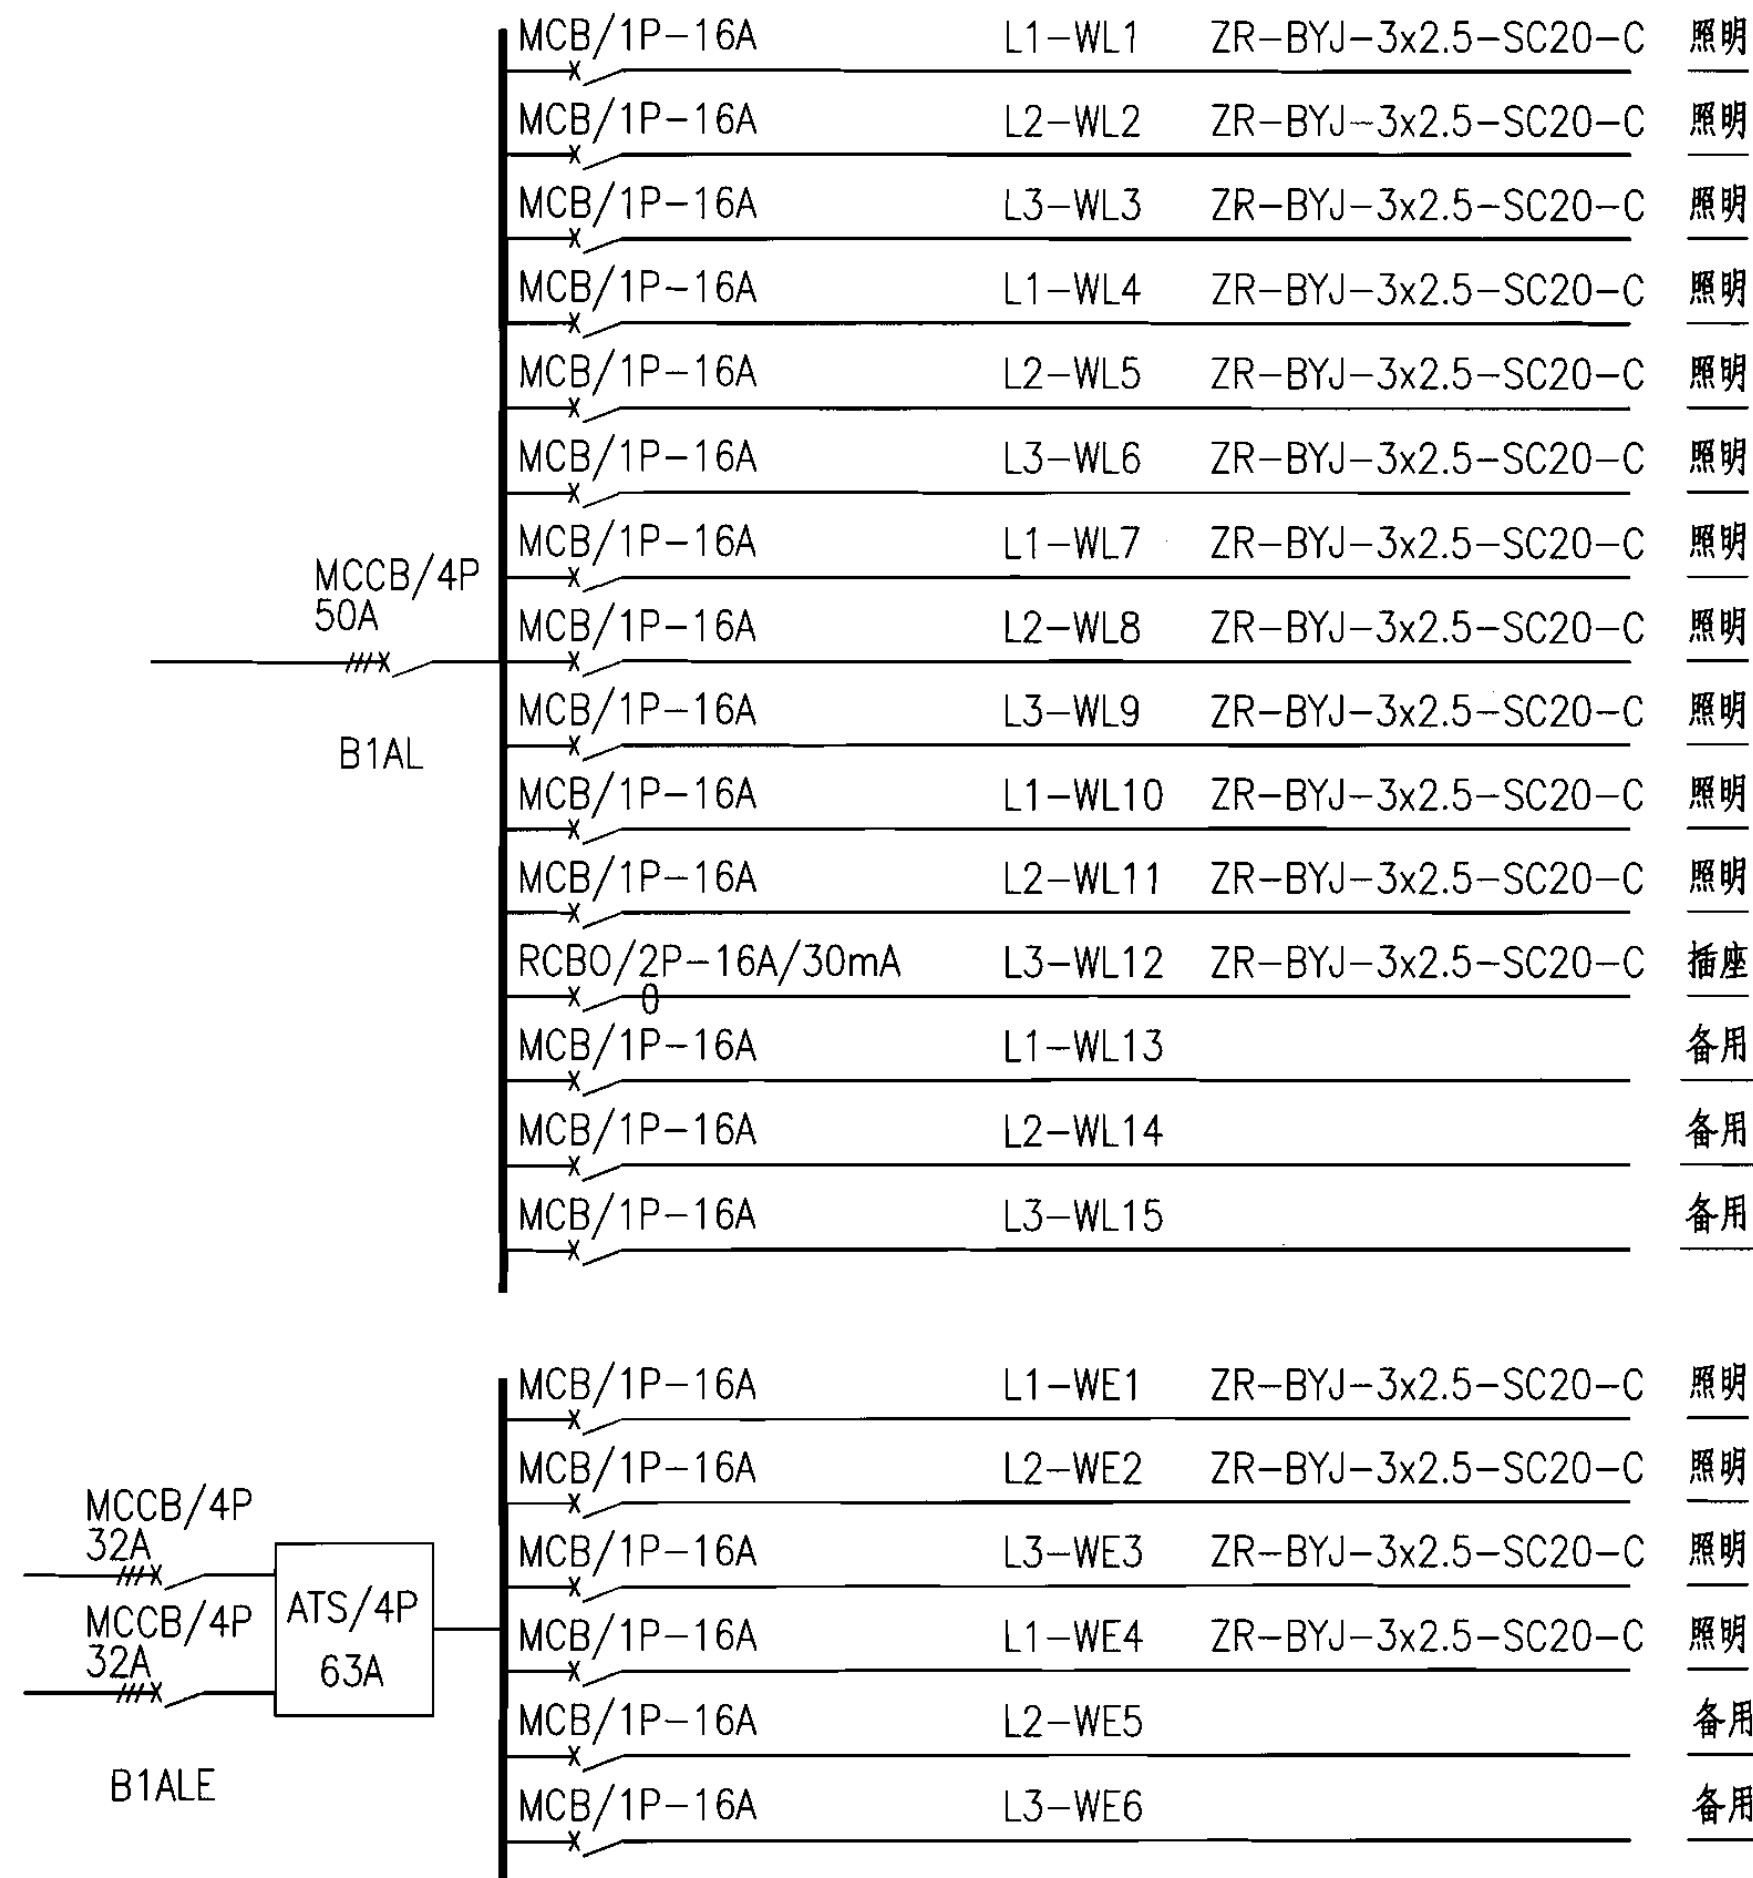 MCB/1P-16A L1-WL1 ZR-BYJ-3x2.5-SC20-C 照明
MCB/1P-16A L2-WL2 ZR-BYJ-3x2.5-SC20-C 照明
MCB/1P-16A L3-WL3 ZR-BYJ-3x2.5-SC20-C 照明
MCB/1P-16A L1-WL4 ZR-BYJ-3x2.5-SC20-C 照明
MCB/1P-16A L2-WL5 ZR-BYJ-3x2.5-SC20-C 照明
MCB/1P-16A L3-WL6 ZR-BYJ-3x2.5-SC20-C 照明
MCB/1P-16A L1-WL7 ZR-BYJ-3x2.5-SC20-C 照明
MCCB/4P
50A
MCB/1P-16A L2-WL8 ZR-BYJ-3x2.5-SC20-C 照明
MCB/1P-16A L3-WL9 ZR-BYJ-3x2.5-SC20-C 照明
B1AL
MCB/1P-16A L1-WL10 ZR-BYJ-3x2.5-SC20-C 照明
MCB/1P-16A L2-WL11 ZR-BYJ-3x2.5-SC20-C 照明
RCBO/2P-16A/30mA L3-WL12 ZR-BYJ-3x2.5-SC20-C 插座
MCB/1P-16A L1-WL13 备用
MCB/1P-16A L2-WL14 备用
MCB/1P-16A L3-WL15 备用
MCB/1P-16A L1-WE1 ZR-BYJ-3x2.5-SC20-C 照明
MCB/1P-16A L2-WE2 ZR-BYJ-3x2.5-SC20-C 照明
MCCB/4P
32A
MCB/1P-16A L3-WE3 ZR-BYJ-3x2.5-SC20-C 照明
MCCB/4P
32A
ATS/4P
63A
MCB/1P-16A L1-WE4 ZR-BYJ-3x2.5-SC20-C 照明
MCB/1P-16A L2-WE5 备用
B1ALE
MCB/1P-16A L3-WE6 备用